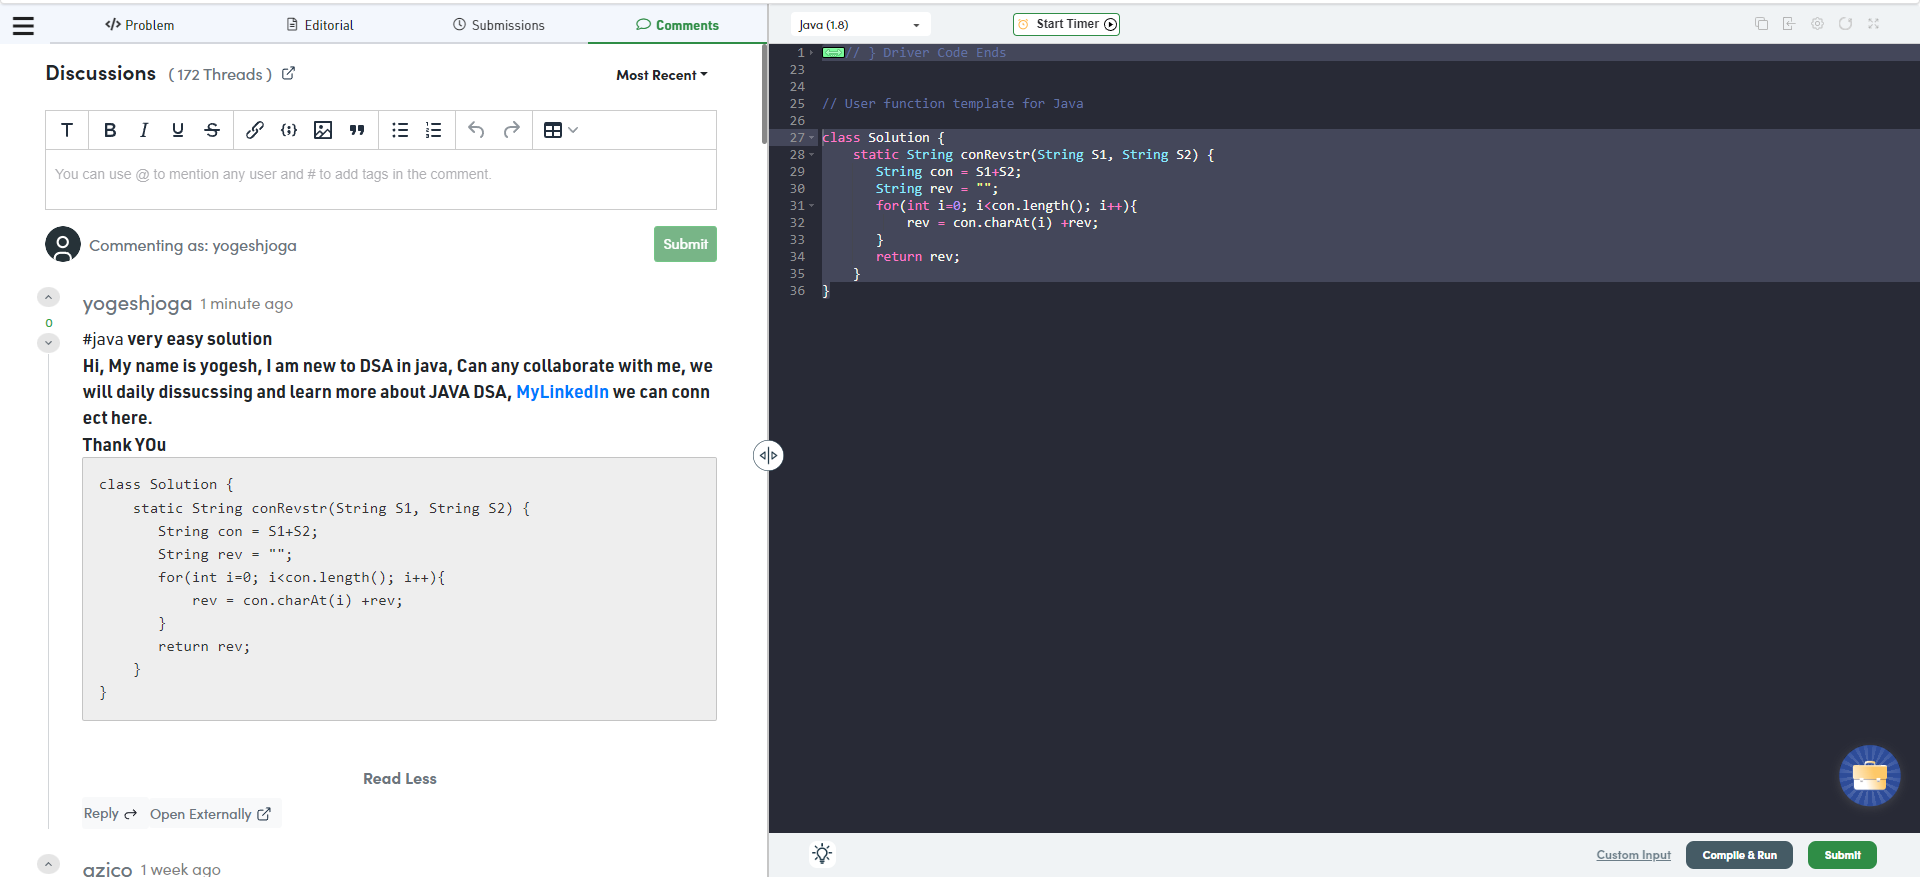 Problem
Editorial
Submissions
Comments
Discussions ( 172 Threads )
Most Recent
T B I U S
You can use @ to mention any user and # to add tags in the comment.
Commenting as: yogeshjoga
Submit
yogeshjoga 1 minute ago
0
#java very easy solution
Hi, My name is yogesh, I am new to DSA in java, Can any collaborate with me, we
will daily dissucssing and learn more about JAVA DSA, MyLinkedIn we can conn
ect here.
Thank YOu
class Solution {
    static String conRevstr(String S1, String S2) {
       String con = S1+S2;
       String rev = "";
       for(int i=0; i<con.length(); i++){
           rev = con.charAt(i) +rev;
       }
       return rev;
    }
}
Read Less
Reply
Open Externally
azico 1 week ago
Java (1.8)
Start Timer
1 // } Driver Code Ends
23
24
25 // User function template for Java
26
27 class Solution {
28     static String conRevstr(String S1, String S2) {
29        String con = S1+S2;
30        String rev = "";
31        for(int i=0; i<con.length(); i++){
32            rev = con.charAt(i) +rev;
33        }
34        return rev;
35     }
36 }
Custom Input
Compile & Run
Submit